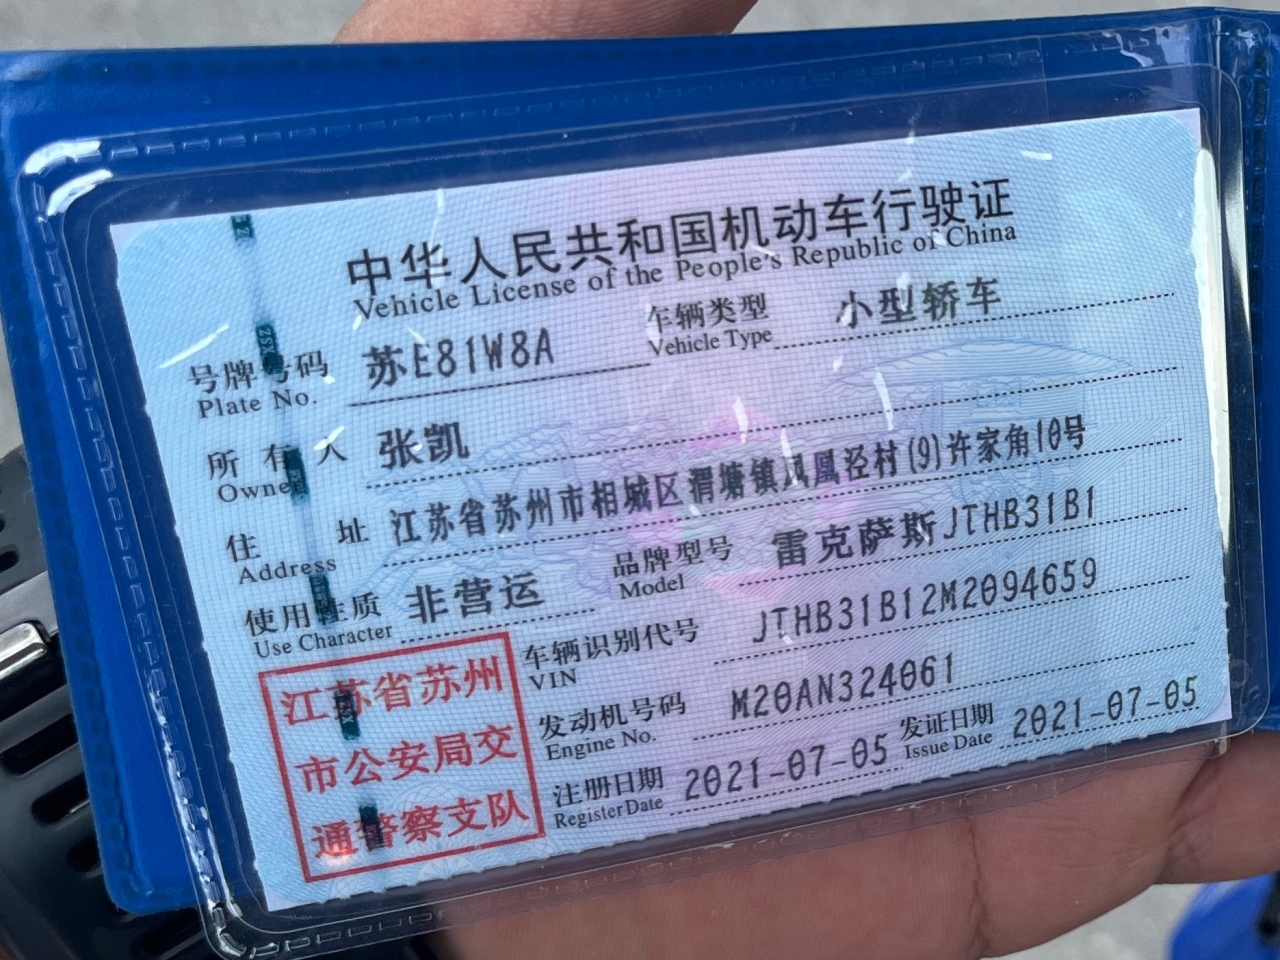 中华人民共和国机动车行驶证
Vehicle License of the People's Republic of China
号牌号码 苏E81W8A 车辆类型 小型轿车
Plate No. Vehicle Type
所有人 张凯
Owner
住址 江苏省苏州市相城区渭塘镇凤凰泾村(9)许家角10号
Address
使用性质 非营运 品牌型号 雷克萨斯JTHB31B1
Use Character Model
车辆识别代号 JTHB31B12M2094659
VIN
发动机号码 M20AN324061
Engine No.
注册日期 2021-07-05 发证日期 2021-07-05
Register Date Issue Date
江苏省苏州
市公安局交
通警察支队